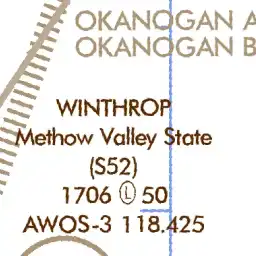 OKANOGAN A
OKANOGAN B
WINTHROP
Methow Valley State
(S52)
1706 Ⓛ 50
AWOS-3 118.425